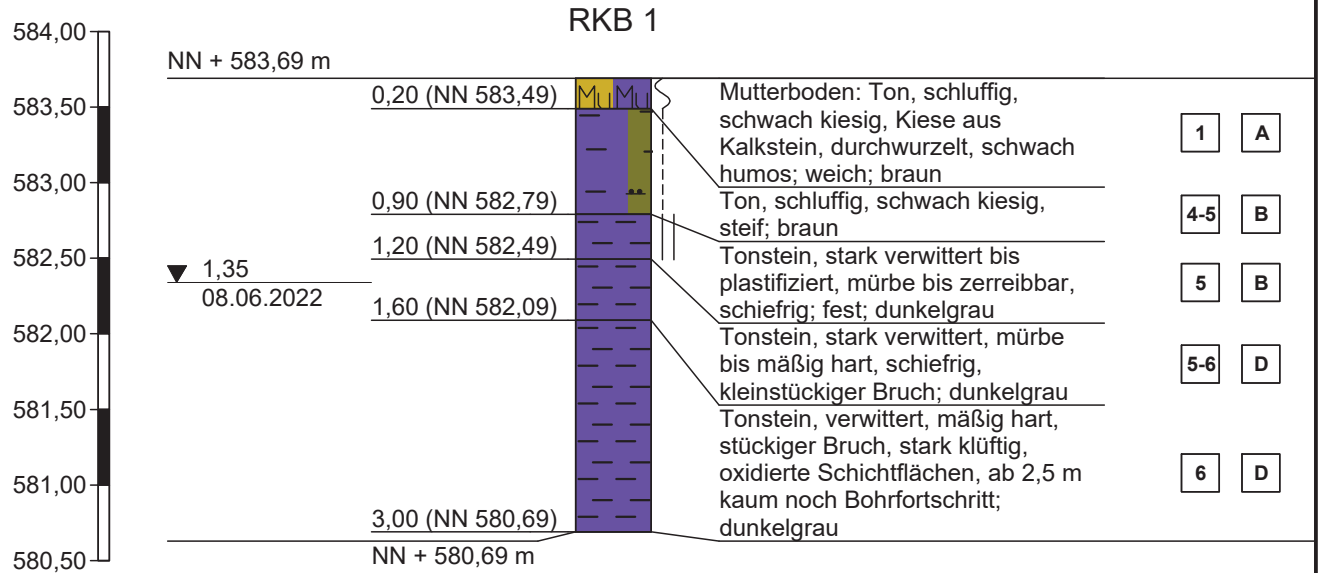 RKB 1
584,00
583,50
583,00
582,50
582,00
581,50
581,00
580,50
NN + 583,69 m
1,35
08.06.2022
0,20 (NN 583,49)
0,90 (NN 582,79)
1,20 (NN 582,49)
1,60 (NN 582,09)
3,00 (NN 580,69)
NN + 580,69 m
Mu Mu
Mutterboden: Ton, schluffig,
schwach kiesig, Kiese aus
Kalkstein, durchwurzelt, schwach
humos; weich; braun
1 A
Ton, schluffig, schwach kiesig,
steif; braun
4-5 B
Tonstein, stark verwittert bis
plastifiziert, mürbe bis zerreibbar,
schiefrig; fest; dunkelgrau
5 B
Tonstein, stark verwittert, mürbe
bis mäßig hart, schiefrig,
kleinstückiger Bruch; dunkelgrau
5-6 D
Tonstein, verwittert, mäßig hart,
stückiger Bruch, stark klüftig,
oxidierte Schichtflächen, ab 2,5 m
kaum noch Bohrfortschritt;
dunkelgrau
6 D